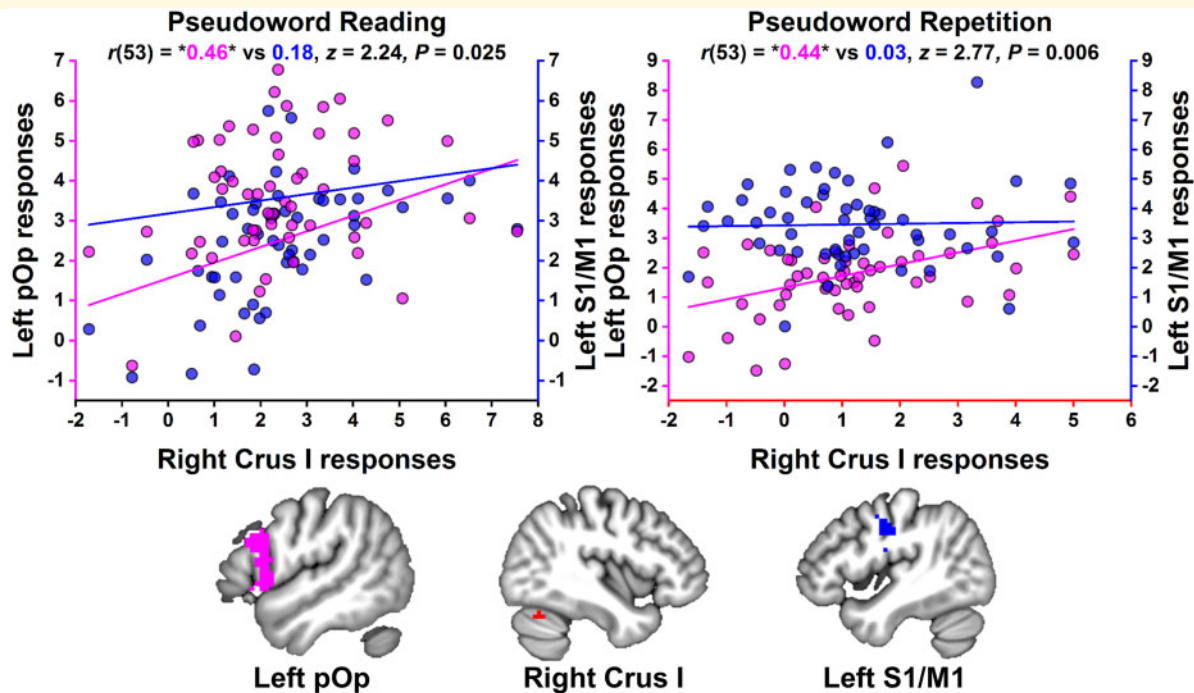 Pseudoword Reading
r(53) = *0.46* vs 0.18, z = 2.24, P = 0.025
7
6
5
4
3
2
1
0
-1
Left pOp responses
7
6
5
4
3
2
1
0
-1
Left S1/M1 responses
-2 -1 0 1 2 3 4 5 6 7 8
Right Crus I responses
Pseudoword Repetition
r(53) = *0.44* vs 0.03, z = 2.77, P = 0.006
9
8
7
6
5
4
3
2
1
0
-1
-2
Left pOp responses
9
8
7
6
5
4
3
2
1
0
-1
-2
Left S1/M1 responses
-2 -1 0 1 2 3 4 5 6
Right Crus I responses
Left pOp
Right Crus I
Left S1/M1